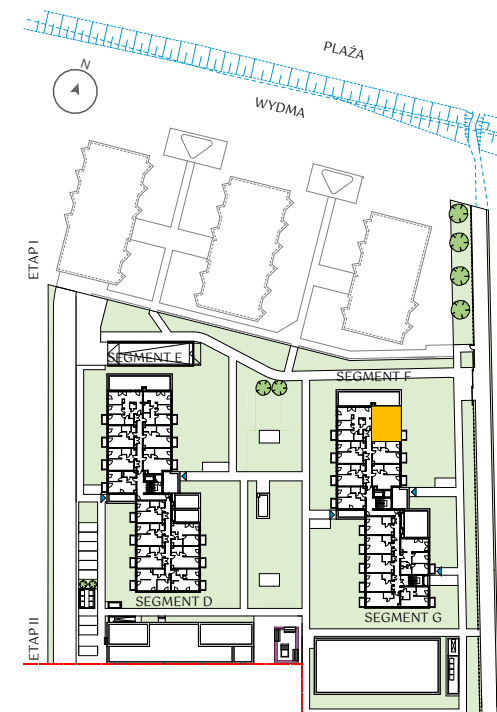 PLAŻA
WYDMA
N
ETAP I
SEGMENT E
SEGMENT F
SEGMENT D
SEGMENT G
ETAP II